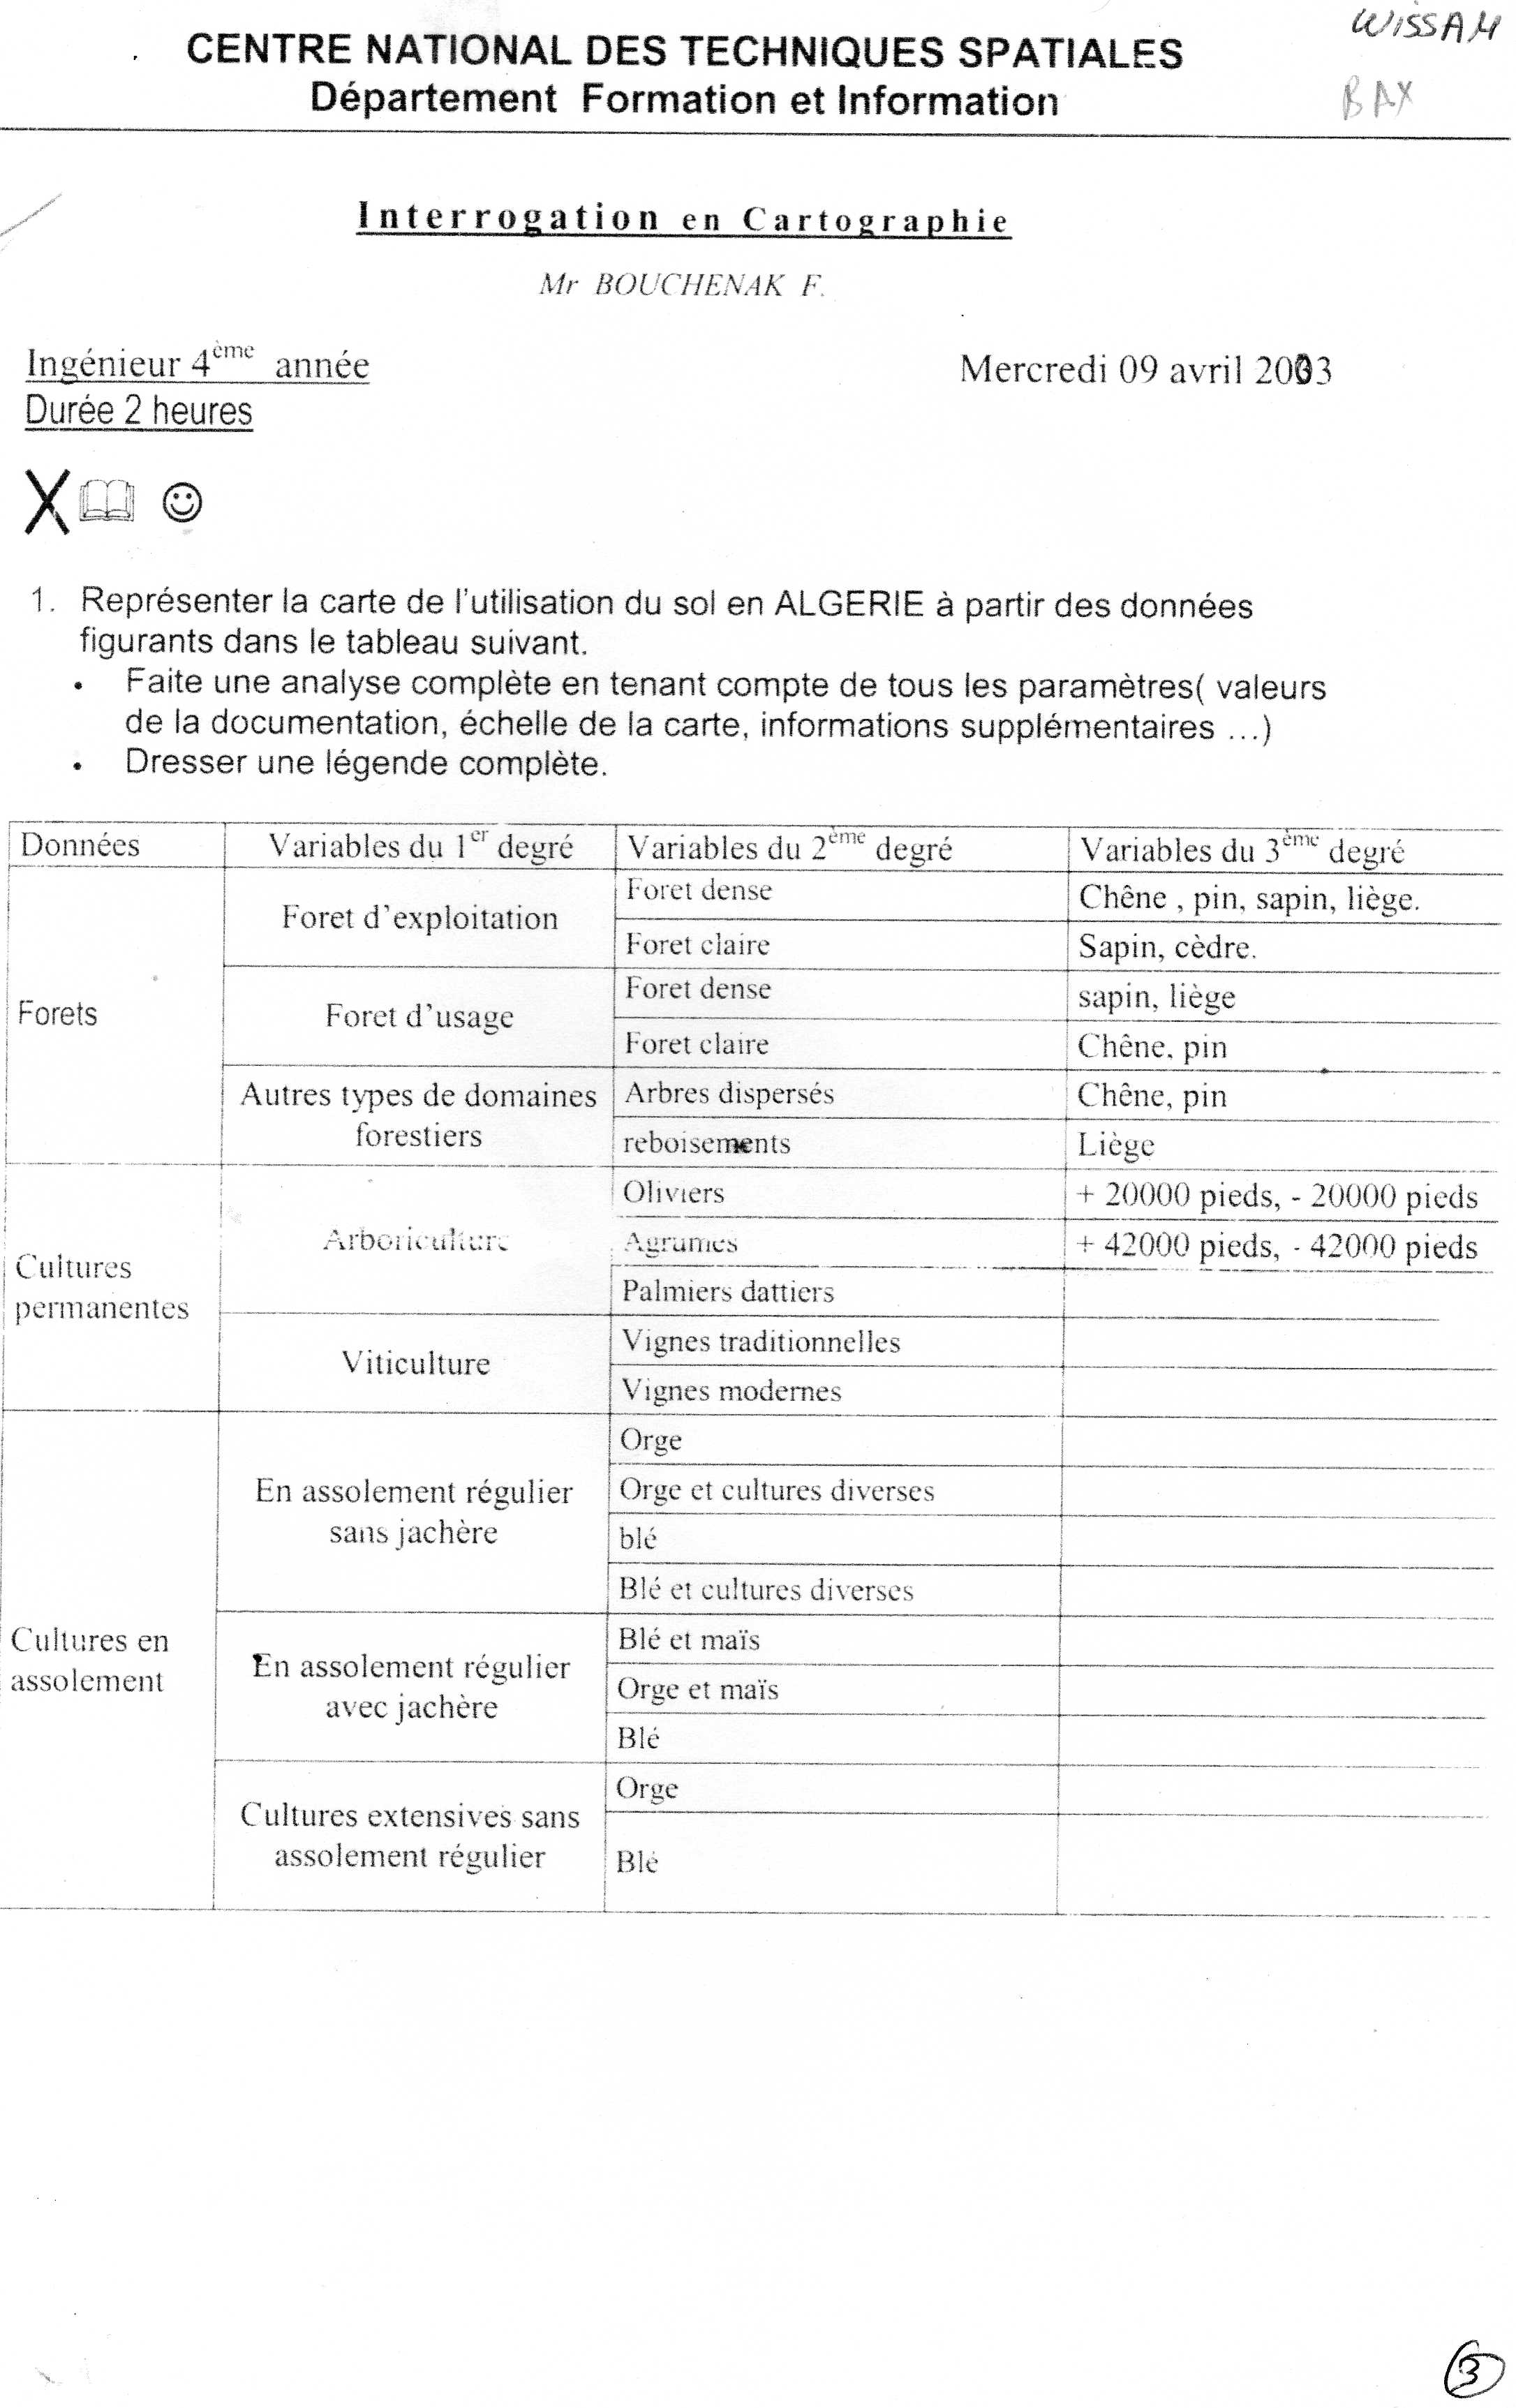 WISSAM
CENTRE NATIONAL DES TECHNIQUES SPATIALES
BAX
Département Formation et Information
Interrogation en Cartographie
Mr BOUCHENAK F.
Ingénieur 4ème année
Mercredi 09 avril 2003
Durée 2 heures
1. Représenter la carte de l'utilisation du sol en ALGERIE à partir des données
figurants dans le tableau suivant.
• Faite une analyse complète en tenant compte de tous les paramètres( valeurs
de la documentation, échelle de la carte, informations supplémentaires ...)
• Dresser une légende complète.
Données Variables du 1er degré Variables du 2ème degré Variables du 3ème degré
Forets
Foret d'exploitation
Foret dense Chêne , pin, sapin, liège.
Foret claire Sapin, cèdre.
Foret d'usage
Foret dense sapin, liège
Foret claire Chêne, pin
Autres types de domaines
forestiers
Arbres dispersés Chêne, pin
reboisements Liège
Cultures
permanentes
Arboriculture
Oliviers + 20000 pieds, - 20000 pieds
Agrumes + 42000 pieds, - 42000 pieds
Palmiers dattiers
Viticulture
Vignes traditionnelles
Vignes modernes
Cultures en
assolement
En assolement régulier
sans jachère
Orge
Orge et cultures diverses
blé
Blé et cultures diverses
En assolement régulier
avec jachère
Blé et maïs
Orge et maïs
Blé
Cultures extensives sans
assolement régulier
Orge
Blé
3